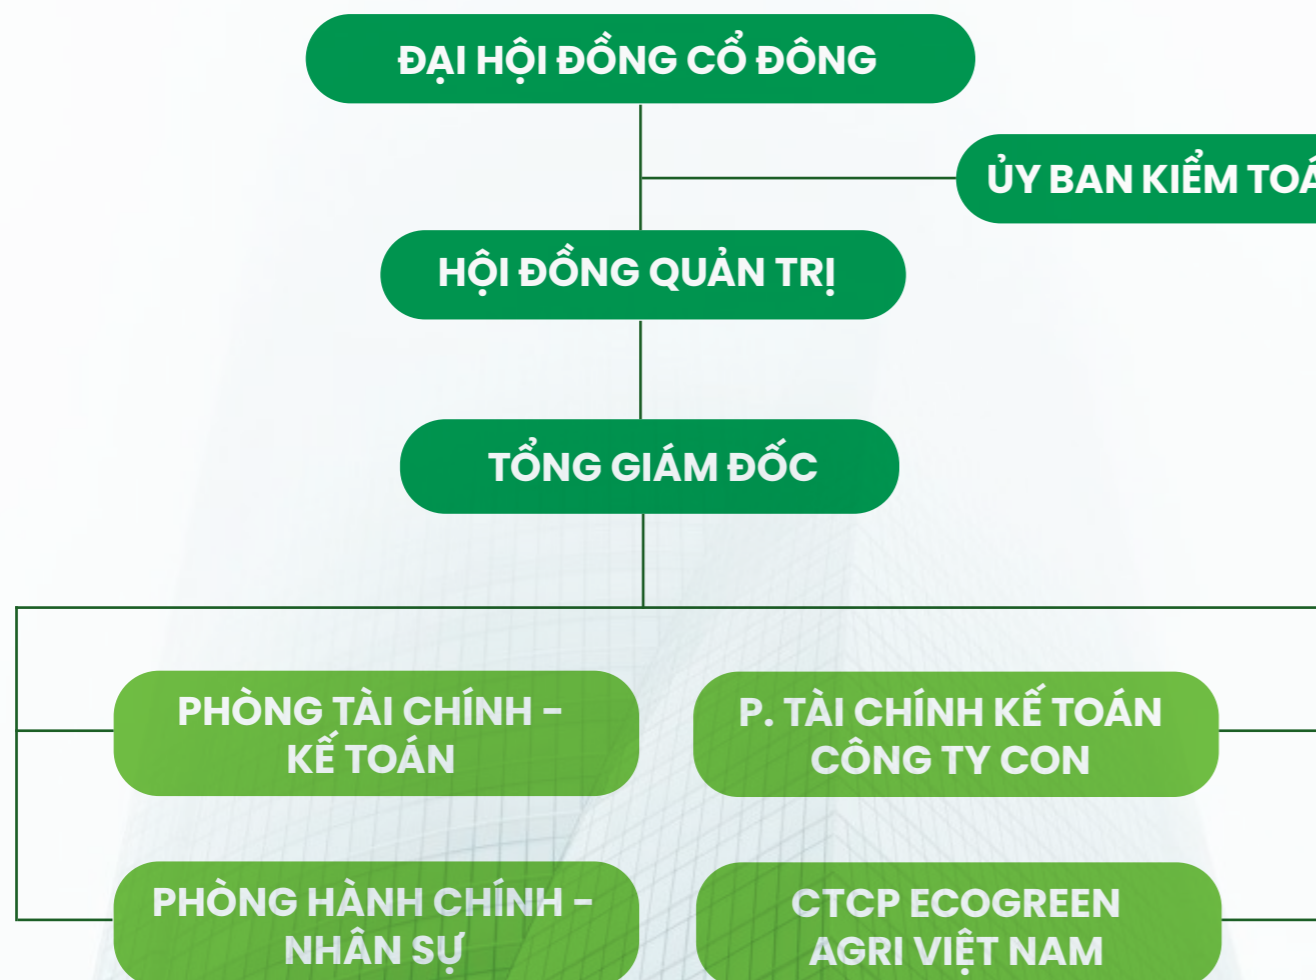 ĐẠI HỘI ĐỒNG CỔ ĐÔNG
ỦY BAN KIỂM
HỘI ĐỒNG QUẢN TRỊ
TỔNG GIÁM ĐỐC
PHÒNG TÀI CHÍNH -
KẾ TOÁN
P. TÀI CHÍNH KẾ TOÁN
CÔNG TY CON
PHÒNG HÀNH CHÍNH -
NHÂN SỰ
CTCP ECOGREEN
AGRI VIỆT NAM